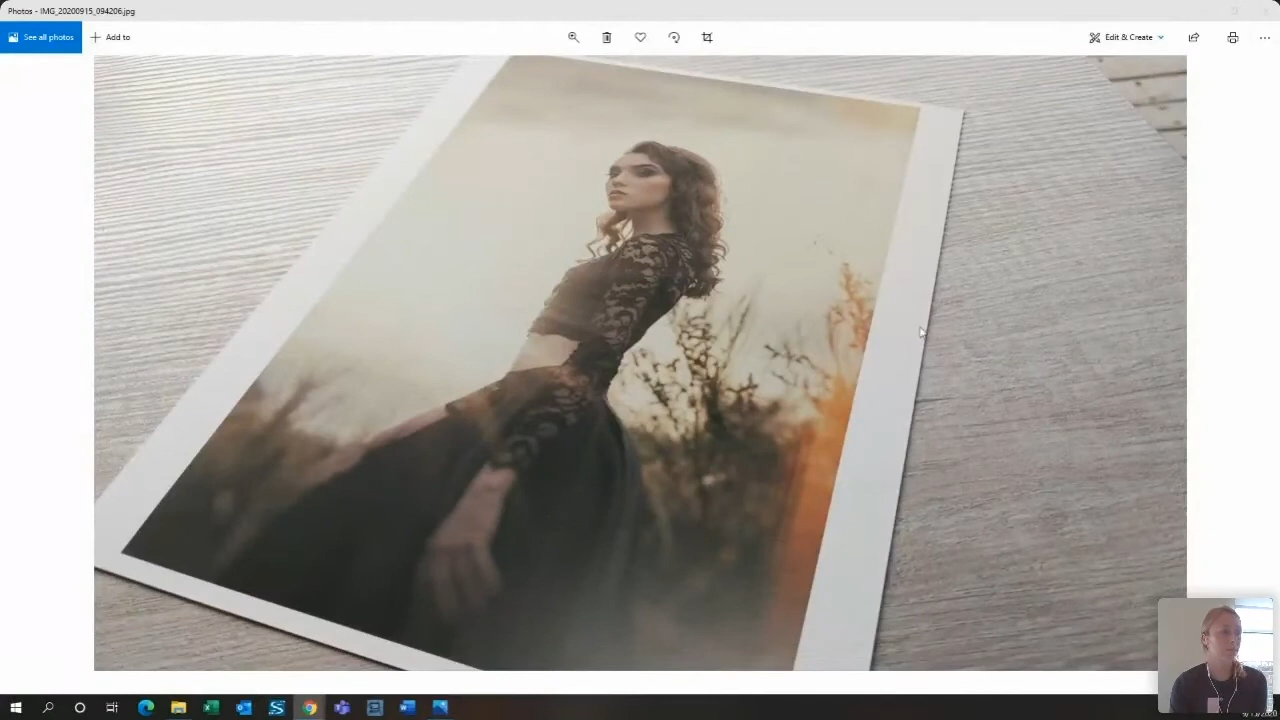 Photos - IMG_20200915_094206.jpg
See all photos
Add to
Edit & Create